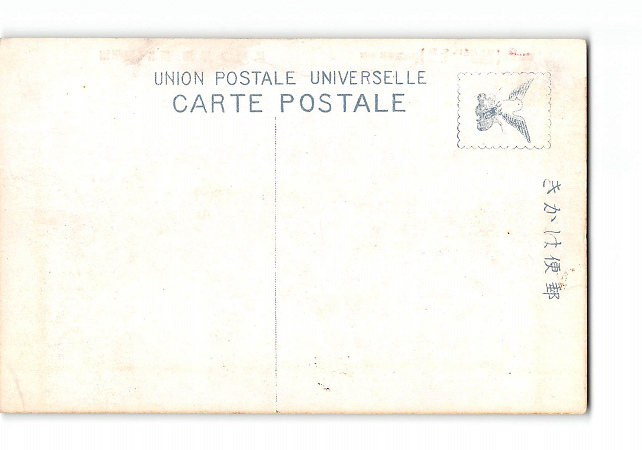 UNION POSTALE UNIVERSELLE
CARTE POSTALE
きかは便郵